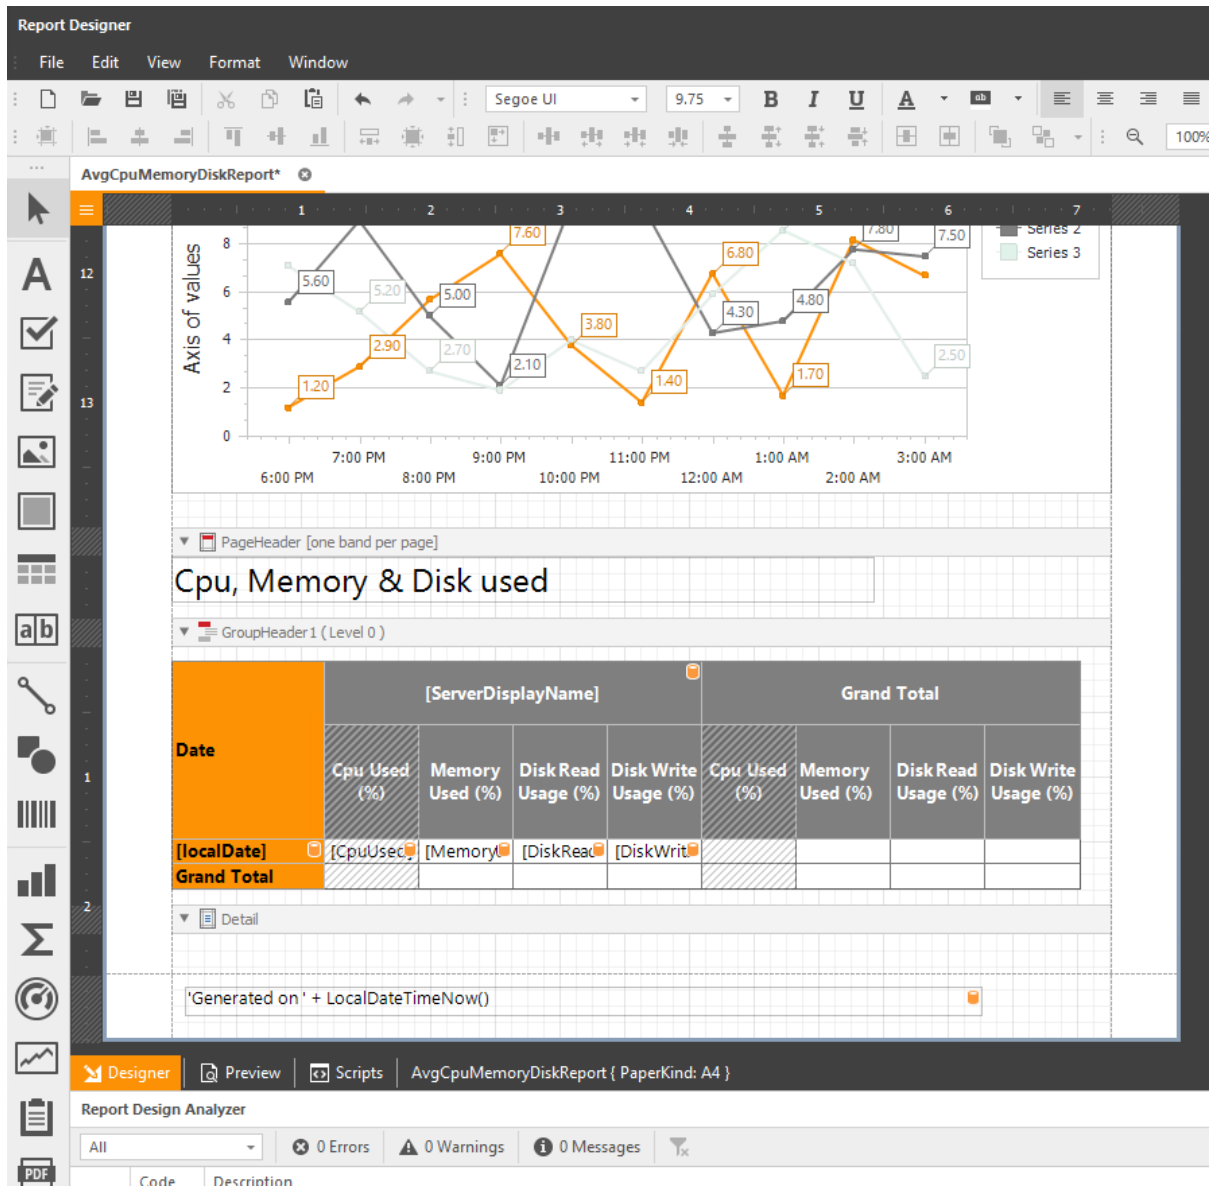 Report Designer
File Edit View Format Window
Segoe UI 9.75 B I U A ab 100%
AvgCpuMemoryDiskReport*
1 2 3 4 5 6 7
Series 2
Series 3
12
13
Axis of values
8
6
4
2
0
7.60 7.80 7.50
6.80
5.60 5.20 5.00 4.80
4.30
3.80
2.90 2.70 2.10 2.50
1.20 1.40 1.70
7:00 PM 9:00 PM 11:00 PM 1:00 AM 3:00 AM
6:00 PM 8:00 PM 10:00 PM 12:00 AM 2:00 AM
PageHeader [one band per page]
Cpu, Memory & Disk used
GroupHeader1 ( Level 0 )
Date [ServerDisplayName] Grand Total
1
Cpu Used (%) Memory Used (%) Disk Read Usage (%) Disk Write Usage (%) Cpu Used (%) Memory Used (%) Disk Read Usage (%) Disk Write Usage (%)
[localDate] [CpuUsed] [Memory [DiskRead [DiskWrit
Grand Total
2
Detail
'Generated on ' + LocalDateTimeNow()
A
a b
PDF
Designer Preview Scripts AvgCpuMemoryDiskReport { PaperKind: A4 }
Report Design Analyzer
All 0 Errors 0 Warnings 0 Messages
Code Description